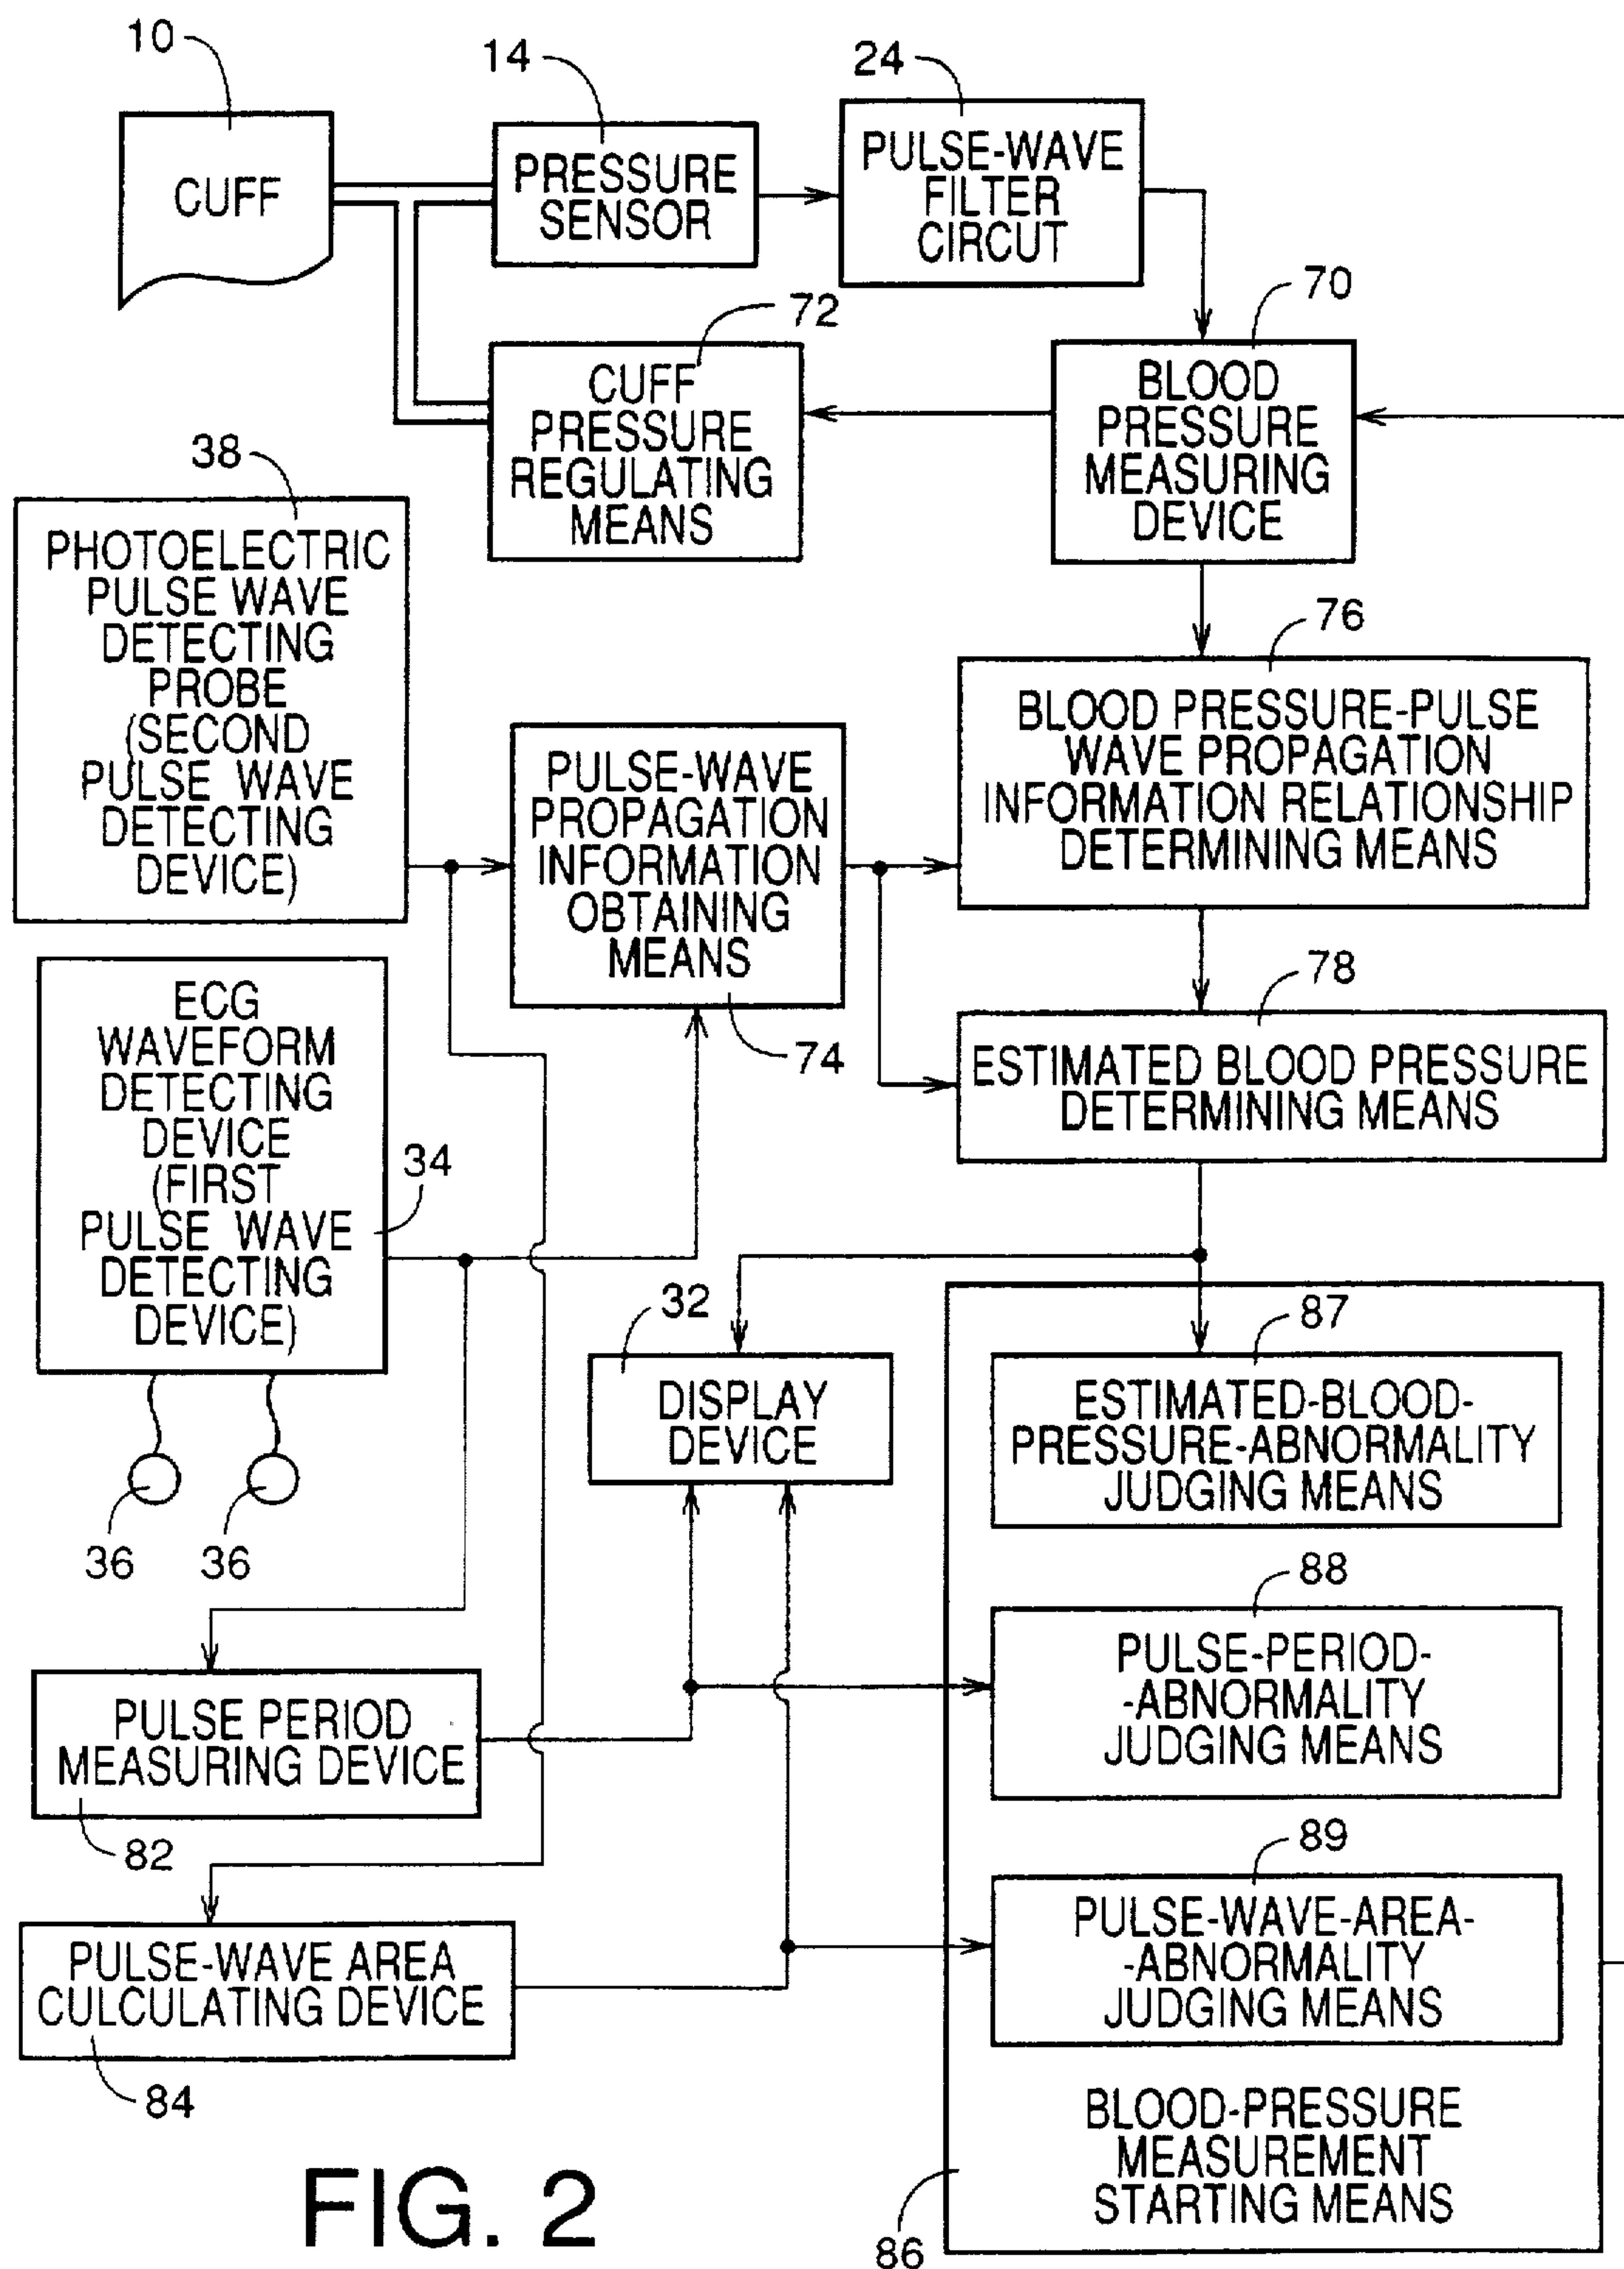 10
CUFF
14
PRESSURE
SENSOR
24
PULSE-WAVE
FILTER
CIRCUT
72
CUFF
PRESSURE
REGULATING
MEANS
70
BLOOD
PRESSURE
MEASURING
DEVICE
38
PHOTOELECTRIC
PULSE WAVE
DETECTING
PROBE
(SECOND
PULSE WAVE
DETECTING
DEVICE)
PULSE-WAVE
PROPAGATION
INFORMATION
OBTAINING
MEANS
74
76
BLOOD PRESSURE-PULSE
WAVE PROPAGATION
INFORMATION RELATIONSHIP
DETERMINING MEANS
78
ESTIMATED BLOOD PRESSURE
DETERMINING MEANS
ECG
WAVEFORM
DETECTING
DEVICE
(FIRST
PULSE WAVE
DETECTING
DEVICE)
34
36
36
32
DISPLAY
DEVICE
87
ESTIMATED-BLOOD-
PRESSURE-ABNORMALITY
JUDGING MEANS
88
PULSE-PERIOD-
-ABNORMALITY
JUDGING MEANS
PULSE PERIOD
MEASURING DEVICE
82
89
PULSE-WAVE-AREA-
-ABNORMALITY
JUDGING MEANS
PULSE-WAVE AREA
CULCULATING DEVICE
84
BLOOD-PRESSURE
MEASUREMENT
STARTING MEANS
86
FIG. 2